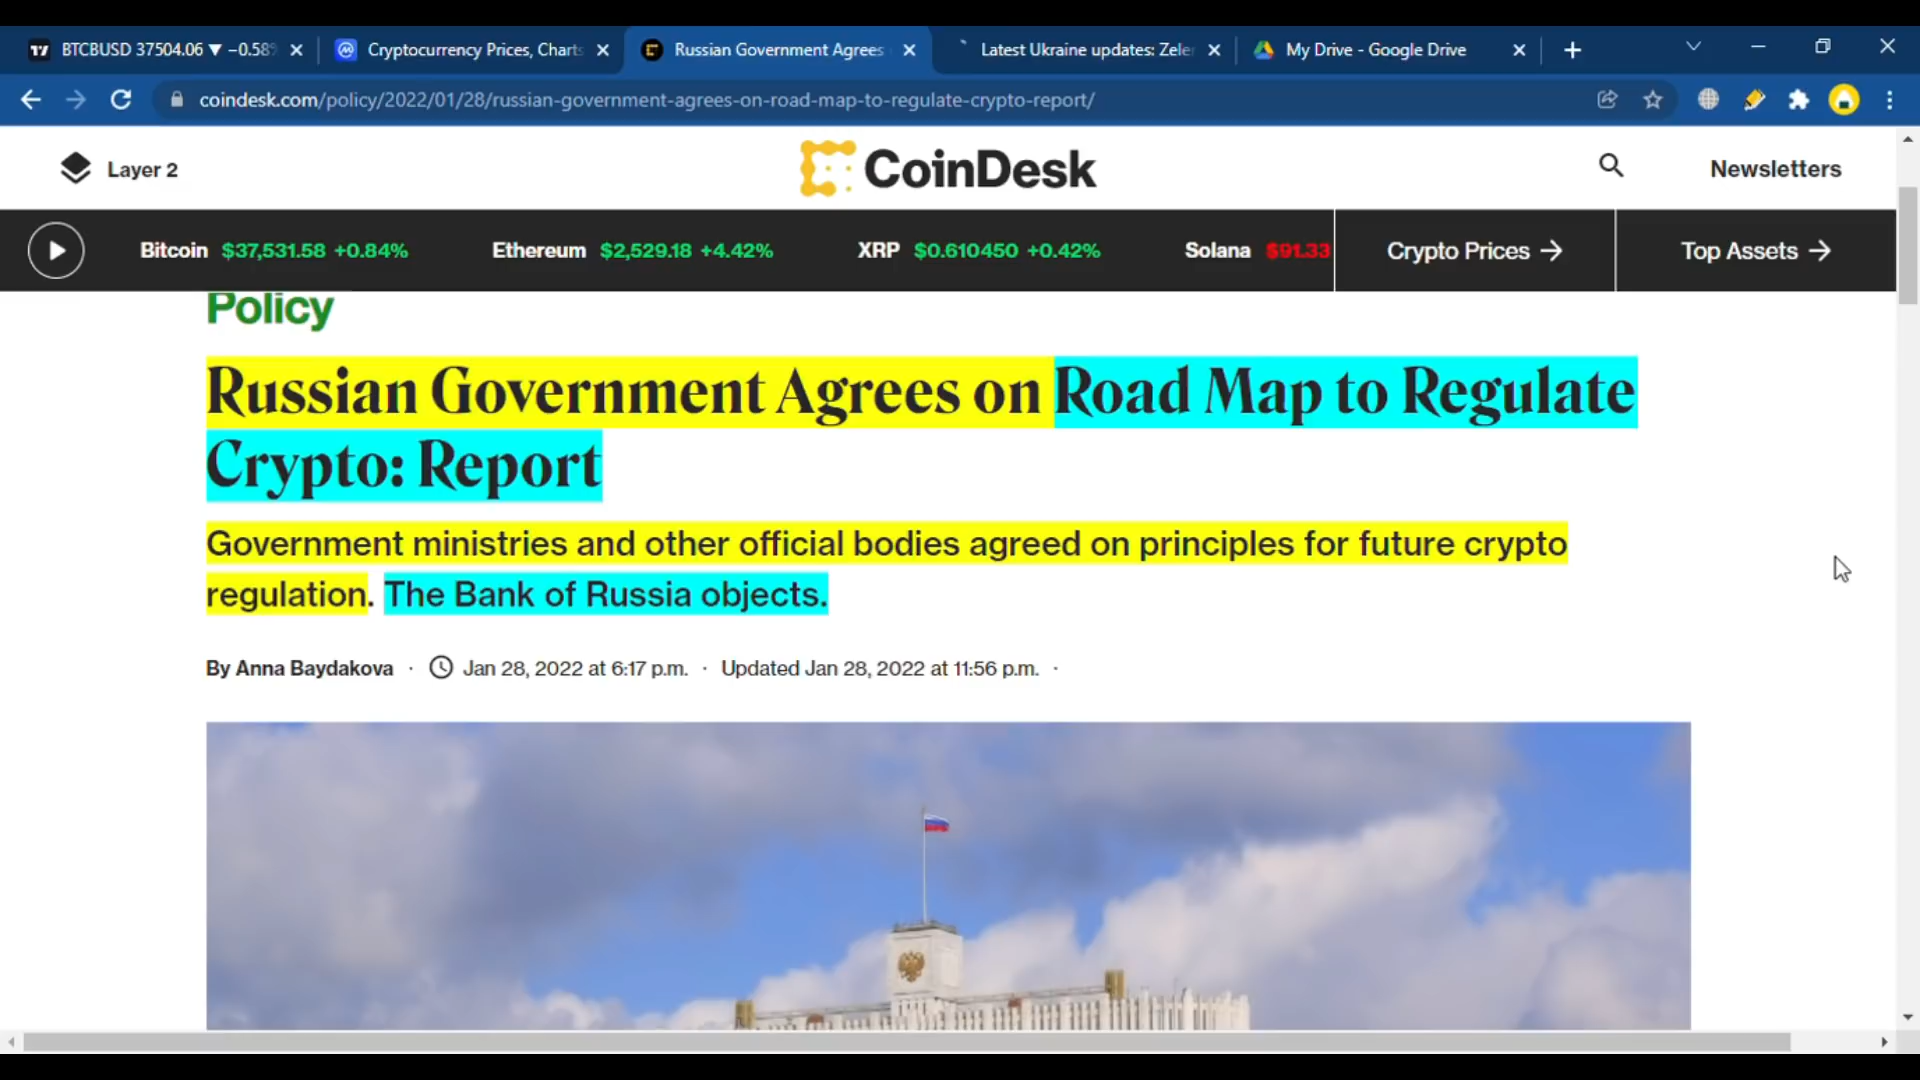 BTCBUSD 37504.06 ▼ −0.58%
Cryptocurrency Prices, Charts
Russian Government Agrees
Latest Ukraine updates: Zeler
My Drive - Google Drive
coindesk.com/policy/2022/01/28/russian-government-agrees-on-road-map-to-regulate-crypto-report/
Layer 2
CoinDesk
Newsletters
Bitcoin $37,531.58 +0.84%
Ethereum $2,529.18 +4.42%
XRP $0.610450 +0.42%
Solana $91.33
Crypto Prices →
Top Assets →
Policy
Russian Government Agrees on Road Map to Regulate
Crypto: Report
Government ministries and other official bodies agreed on principles for future crypto
regulation. The Bank of Russia objects.
By Anna Baydakova · Jan 28, 2022 at 6:17 p.m. · Updated Jan 28, 2022 at 11:56 p.m. ·